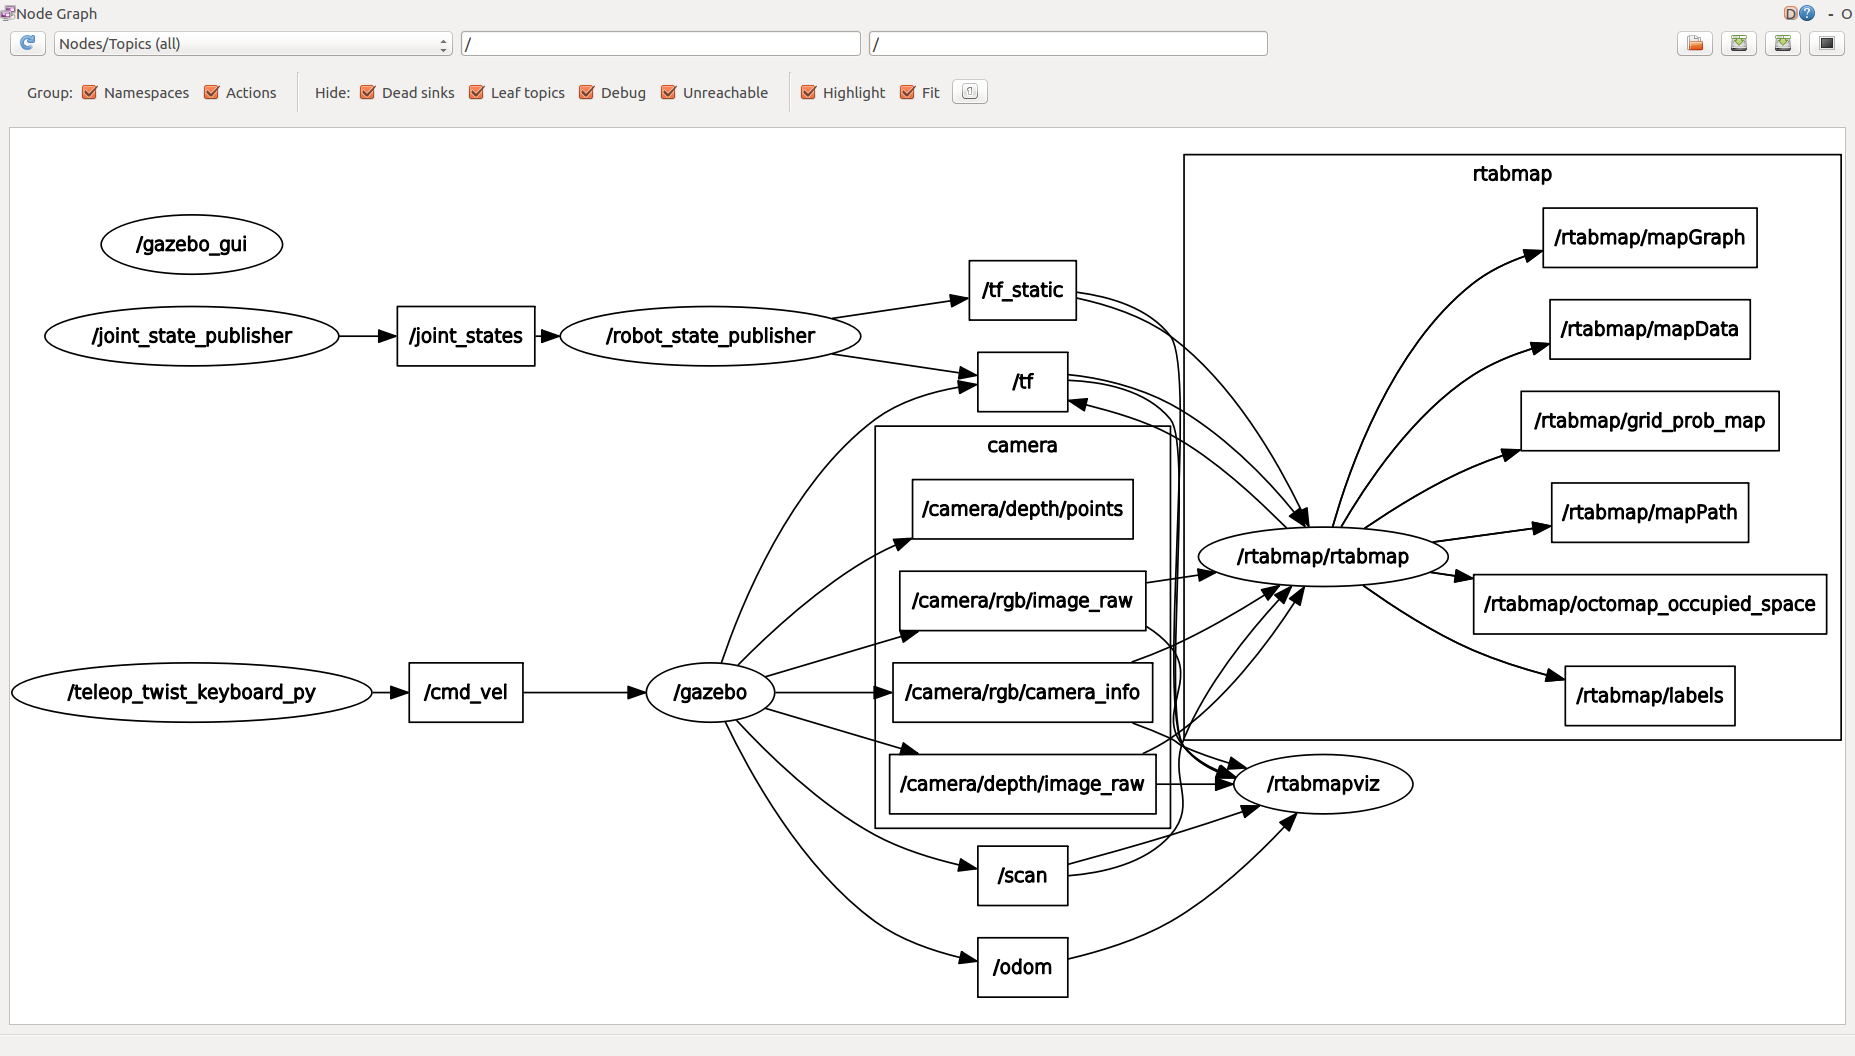 Node Graph
D ? - O
Nodes/Topics (all)
/
/
Group:
Namespaces
Actions
Hide:
Dead sinks
Leaf topics
Debug
Unreachable
Highlight
Fit
rtabmap
/gazebo_gui
/rtabmap/mapGraph
/tf_static
/joint_state_publisher
/joint_states
/robot_state_publisher
/rtabmap/mapData
/tf
/rtabmap/grid_prob_map
camera
/camera/depth/points
/rtabmap/mapPath
/rtabmap/rtabmap
/camera/rgb/image_raw
/rtabmap/octomap_occupied_space
/teleop_twist_keyboard_py
/cmd_vel
/gazebo
/camera/rgb/camera_info
/rtabmap/labels
/camera/depth/image_raw
/rtabmapviz
/scan
/odom